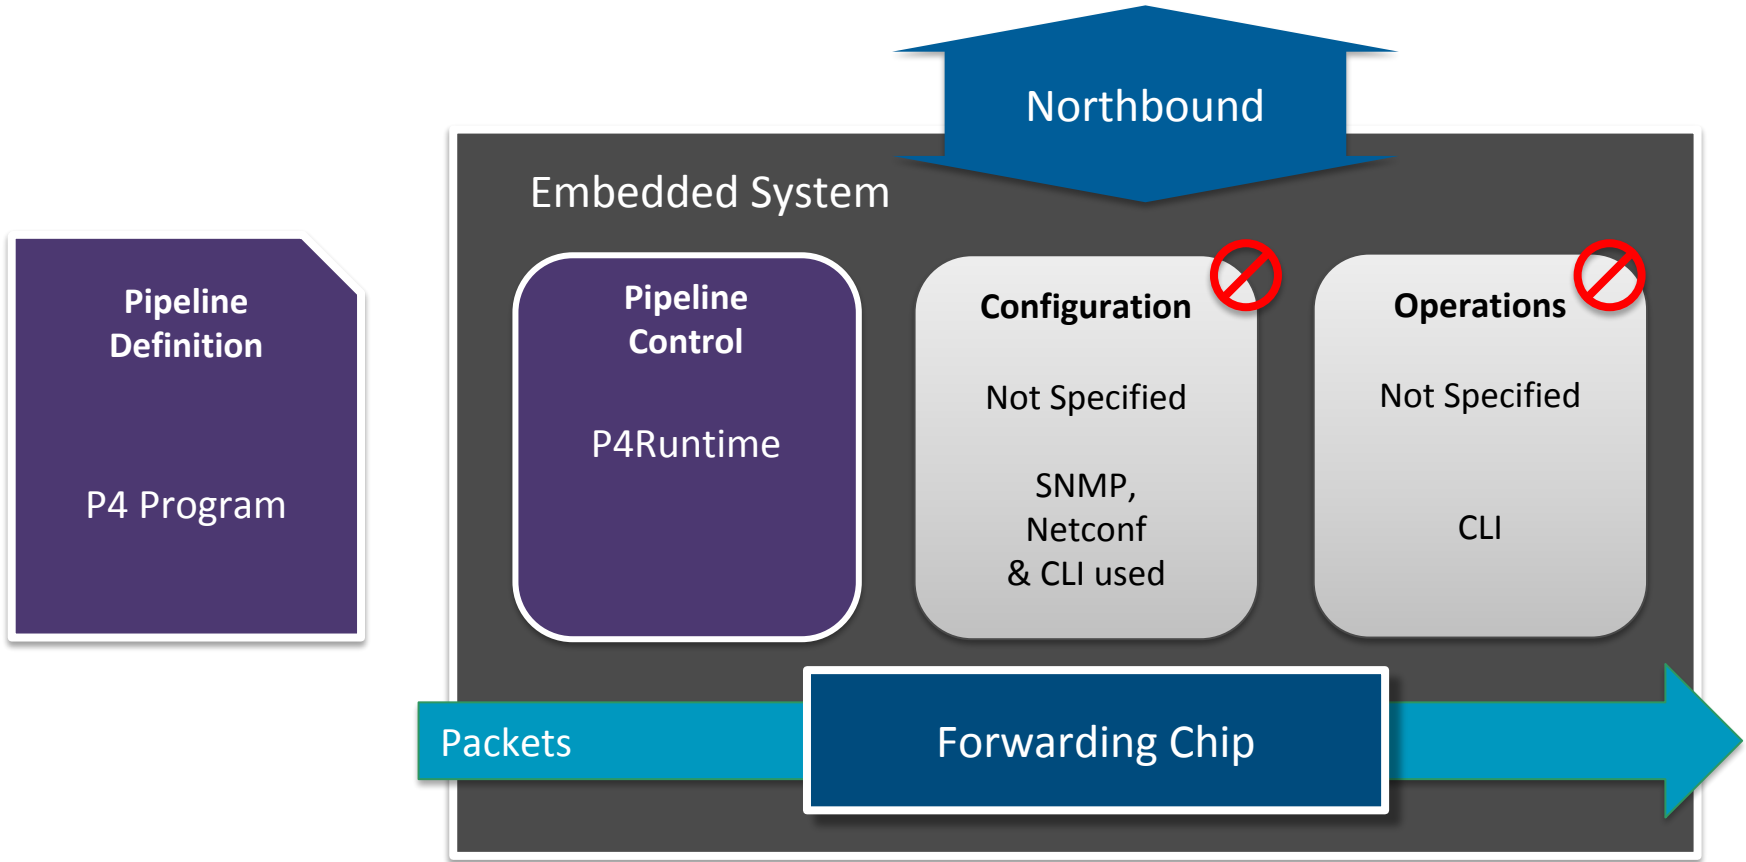 Northbound
Embedded System
Pipeline
Definition
P4 Program
Pipeline
Control
P4Runtime
Configuration
Not Specified
SNMP,
Netconf
& CLI used
Operations
Not Specified
CLI
Packets
Forwarding Chip